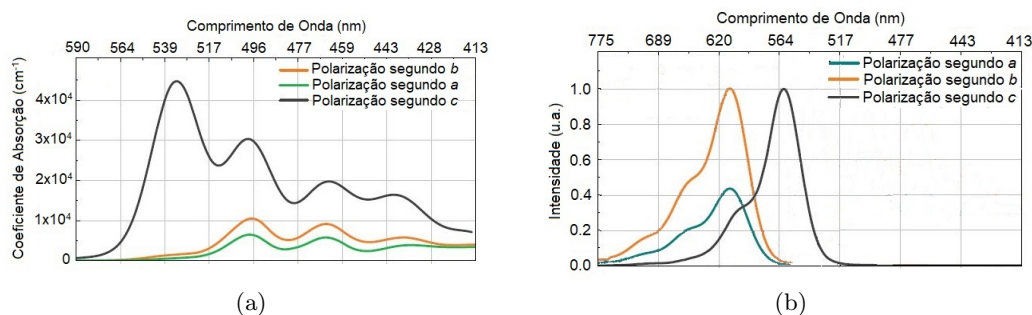 Comprimento de Onda (nm)
590 564 539 517 496 477 459 443 428 413
Coeficiente de Absorção (cm⁻¹)
4x10⁴
3x10⁴
2x10⁴
1x10⁴
0
Polarização segundo b
Polarização segundo a
Polarização segundo c
(a)
Comprimento de Onda (nm)
775 689 620 564 517 477 443 413
Intensidade (u.a.)
1.0
0.8
0.6
0.4
0.2
0.0
Polarização segundo a
Polarização segundo b
Polarização segundo c
(b)